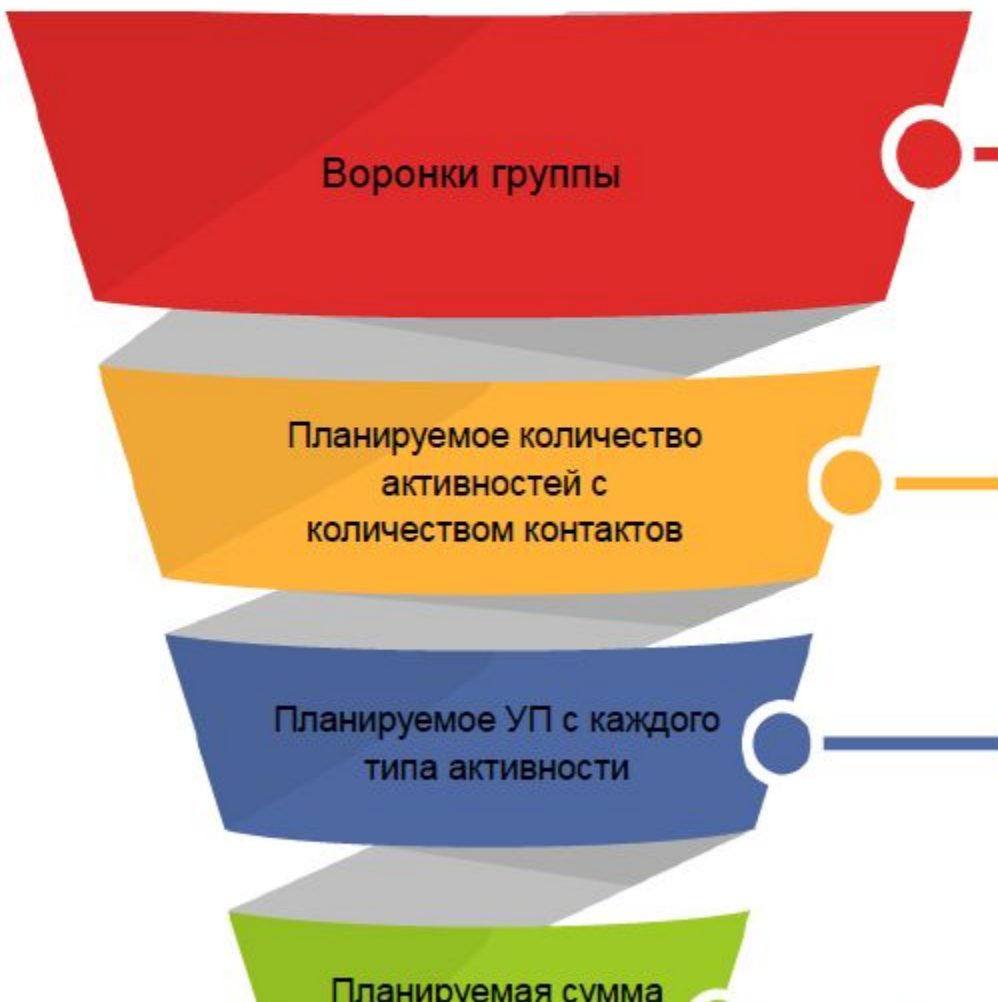 Воронки группы
Планируемое количество
активностей с
количеством контактов
Планируемое УП с каждого
типа активности
Планируемая сумма